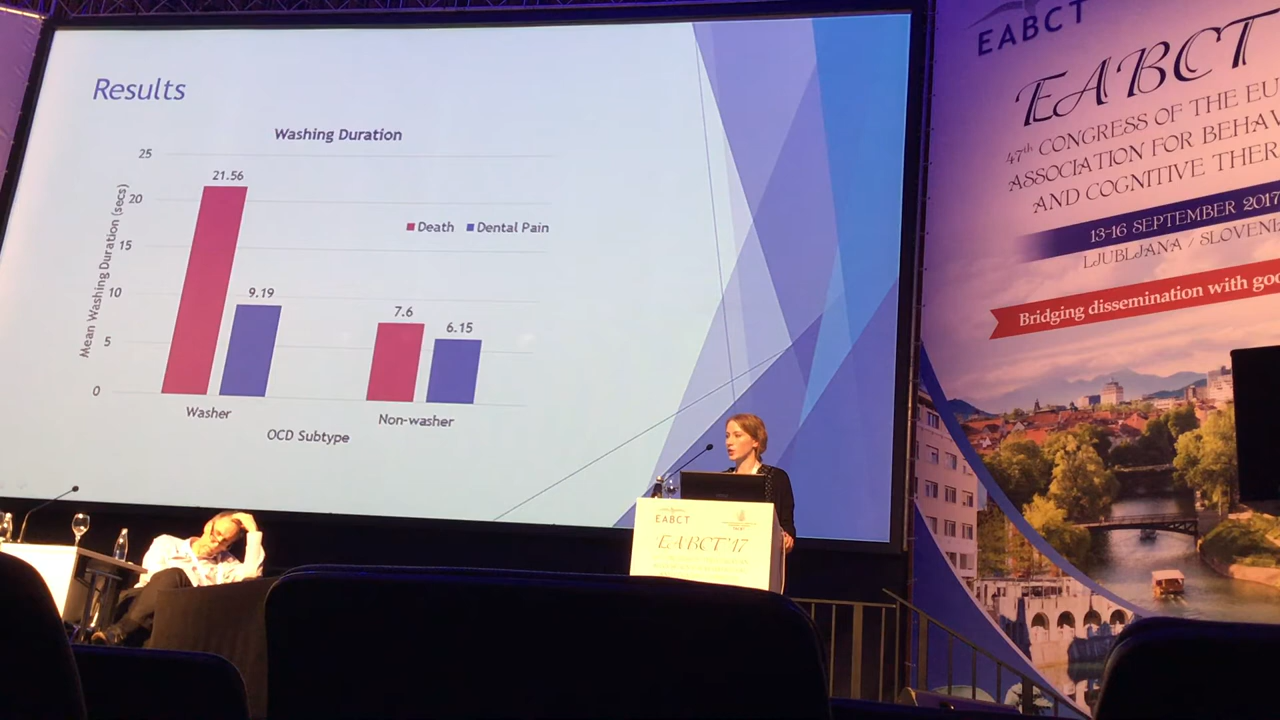 Results
Washing Duration
Mean Washing Duration (secs)
25
20
15
10
5
0
21.56
9.19
7.6
6.15
Death
Dental Pain
Washer
Non-washer
OCD Subtype
EABCT
EABCT'17
EABCT
EABCT
47th CONGRESS OF THE EU
ASSOCIATION FOR BEHAV
AND COGNITIVE THER
13-16 SEPTEMBER 2017
LJUBLJANA / SLOVENI
Bridging dissemination with goo